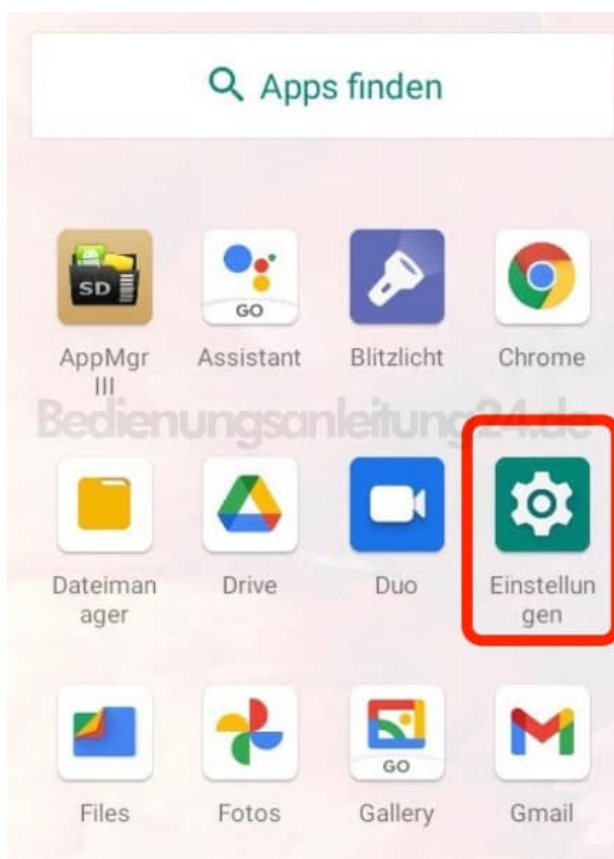 Apps finden
SD
GO
AppMgr
III
Assistant
Blitzlicht
Chrome
Bedienungsanleitung24.de
Dateiman
ager
Drive
Duo
Einstellun
gen
GO
Files
Fotos
Gallery
Gmail